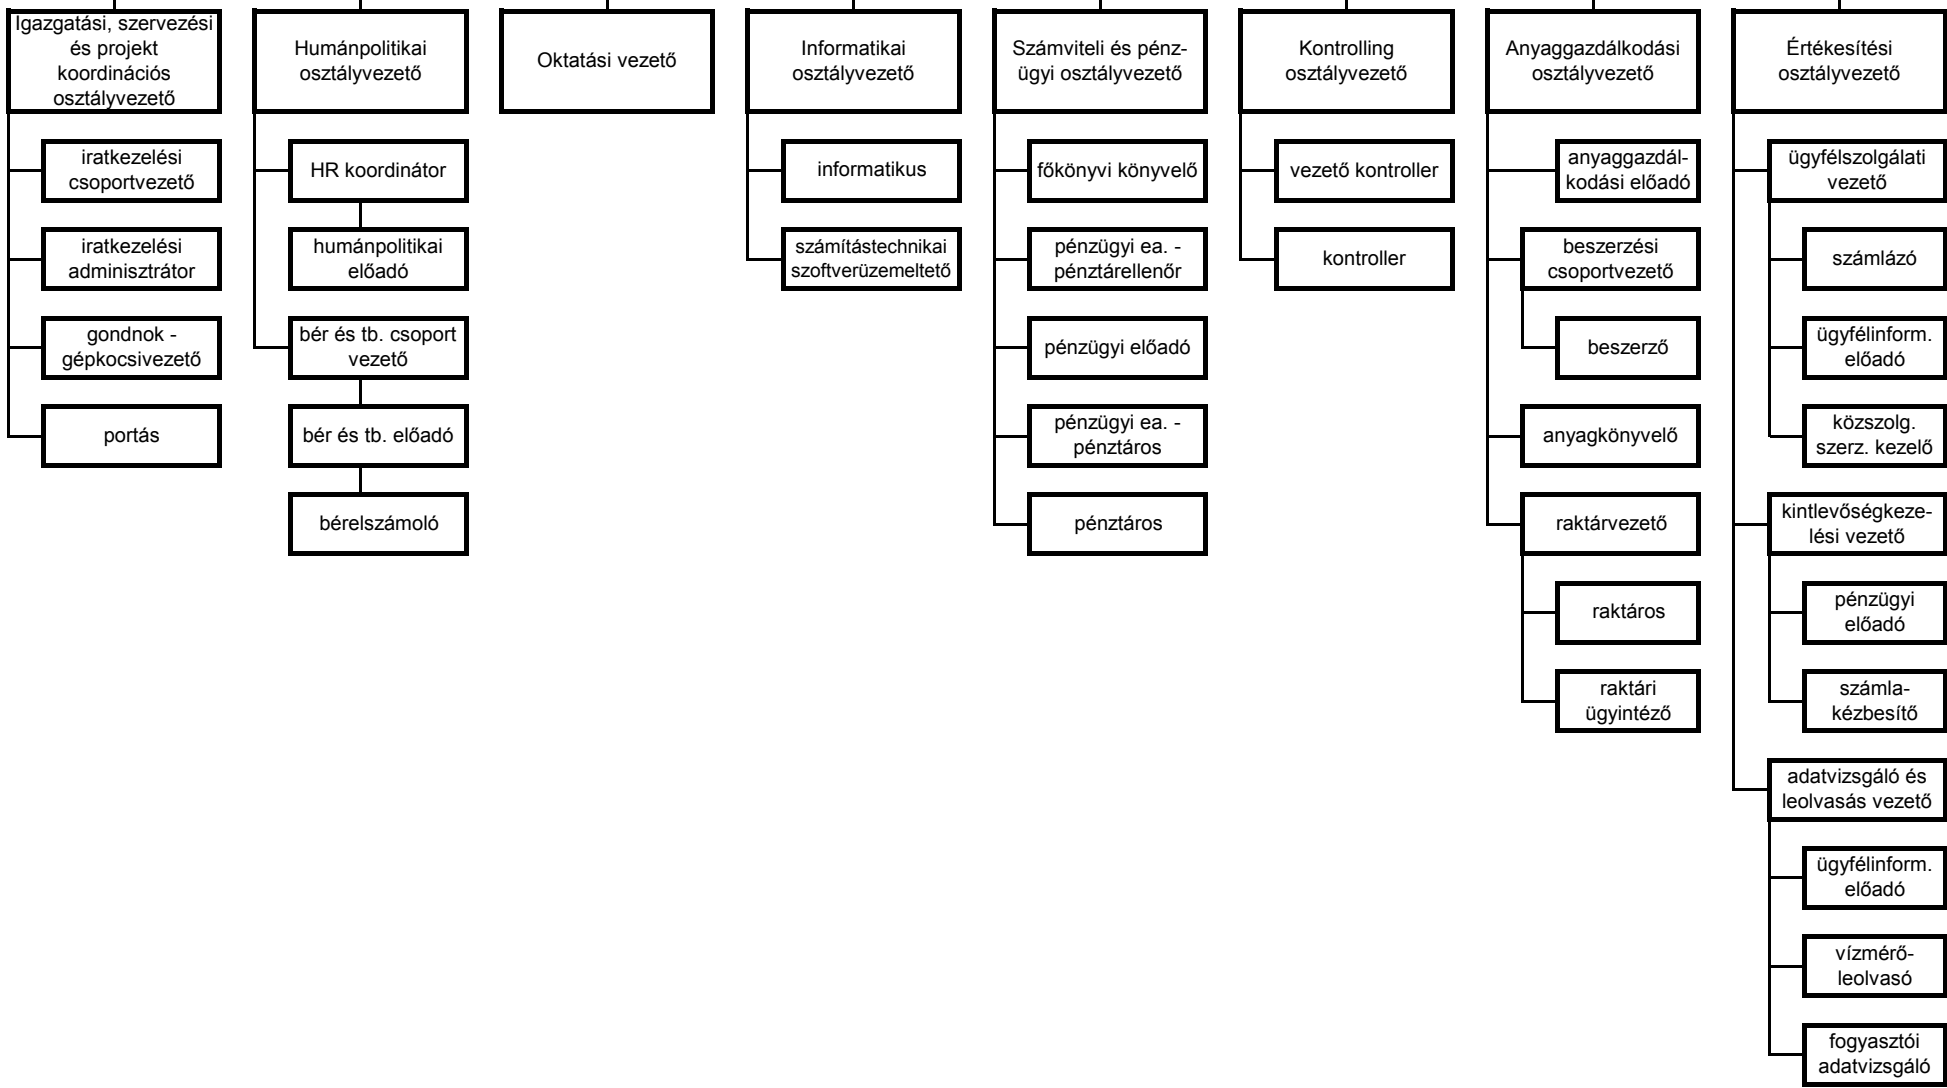 Igazgatási, szervezési
és projekt
koordinációs
osztályvezető
iratkezelési
csoportvezető
iratkezelési
adminisztrátor
gondnok -
gépkocsivezető
portás
Humánpolitikai
osztályvezető
HR koordinátor
humánpolitikai
előadó
bér és tb. csoport
vezető
bér és tb. előadó
bérelszámoló
Oktatási vezető
Informatikai
osztályvezető
informatikus
számítástechnikai
szoftverüzemeltető
Számviteli és pénz-
ügyi osztályvezető
főkönyvi könyvelő
pénzügyi ea. -
pénztárellenőr
pénzügyi előadó
pénzügyi ea. -
pénztáros
pénztáros
Kontrolling
osztályvezető
vezető kontroller
kontroller
Anyaggazdálkodási
osztályvezető
anyaggazdál-
kodási előadó
beszerzési
csoportvezető
beszerző
anyagkönyvelő
raktárvezető
raktáros
raktári
ügyintéző
Értékesítési
osztályvezető
ügyfélszolgálati
vezető
számlázó
ügyfélinform.
előadó
közszolg.
szerz. kezelő
kintlevőségkeze-
lési vezető
pénzügyi
előadó
számla-
kézbesítő
adatvizsgáló és
leolvasás vezető
ügyfélinform.
előadó
vízmérő-
leolvasó
fogyasztói
adatvizsgáló